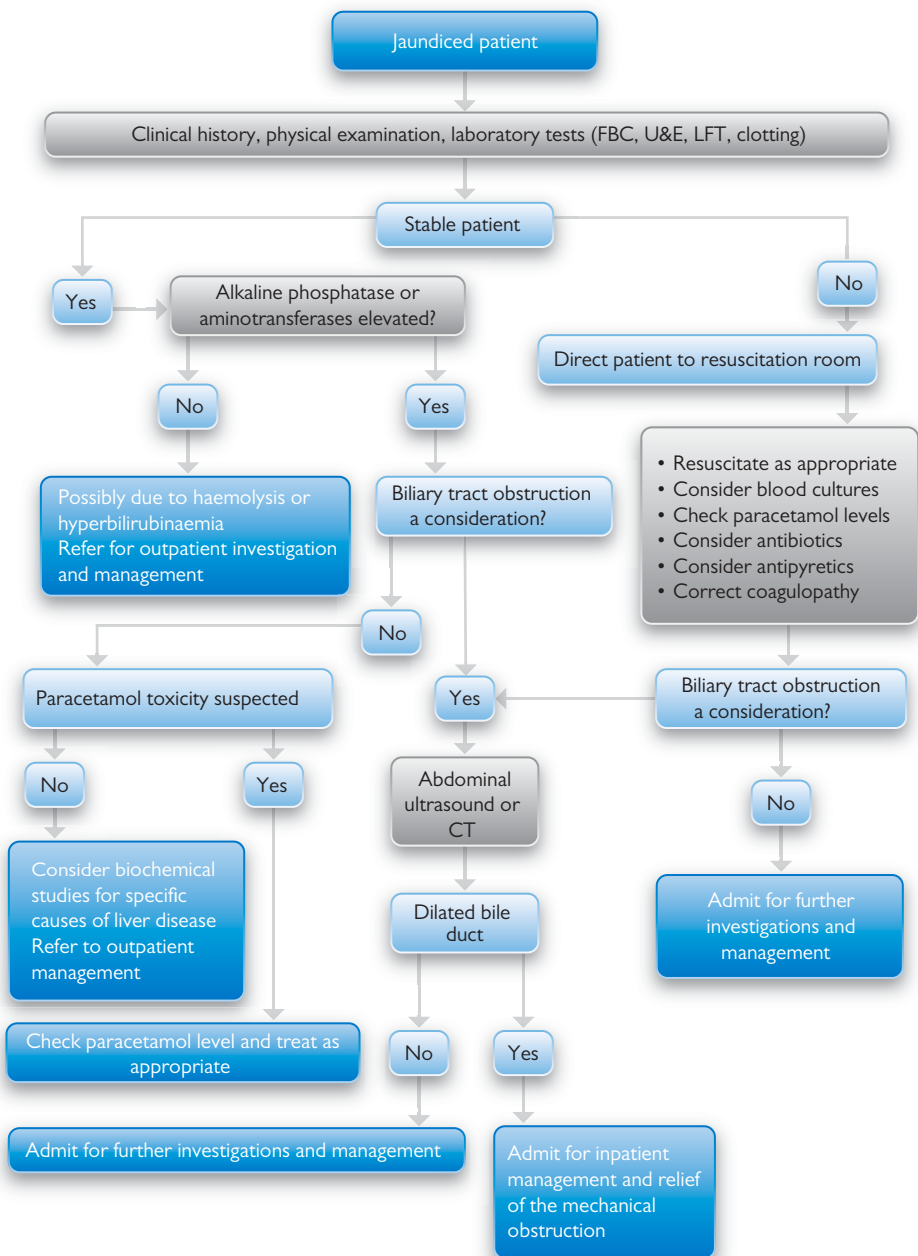 Jaundiced patient
Clinical history, physical examination, laboratory tests (FBC, U&E, LFT, clotting)
Stable patient
Yes
Alkaline phosphatase or
aminotransferases elevated?
No
Direct patient to resuscitation room
No
Yes
• Resuscitate as appropriate
• Consider blood cultures
• Check paracetamol levels
• Consider antibiotics
• Consider antipyretics
• Correct coagulopathy
Possibly due to haemolysis or
hyperbilirubinaemia
Refer for outpatient investigation
and management
Biliary tract obstruction
a consideration?
No
Paracetamol toxicity suspected
Yes
Biliary tract obstruction
a consideration?
No
Yes
Abdominal
ultrasound or
CT
No
Consider biochemical
studies for specific
causes of liver disease
Refer to outpatient
management
Dilated bile
duct
Admit for further
investigations and
management
Check paracetamol level and treat as
appropriate
No
Yes
Admit for further investigations and management
Admit for inpatient
management and relief
of the mechanical
obstruction